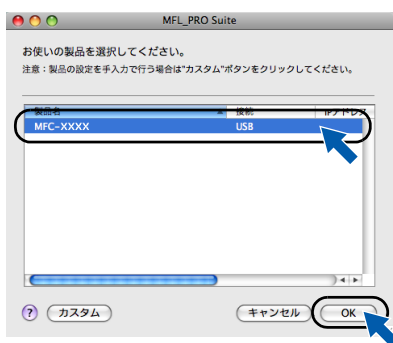 MFL_PRO Suite
お使いの製品を選択してください。
注意：製品の設定を手入力で行う場合は"カスタム"ボタンをクリックしてください。
製品名 接続 IPアドレス
MFC-XXXX USB
? カスタム キャンセル OK